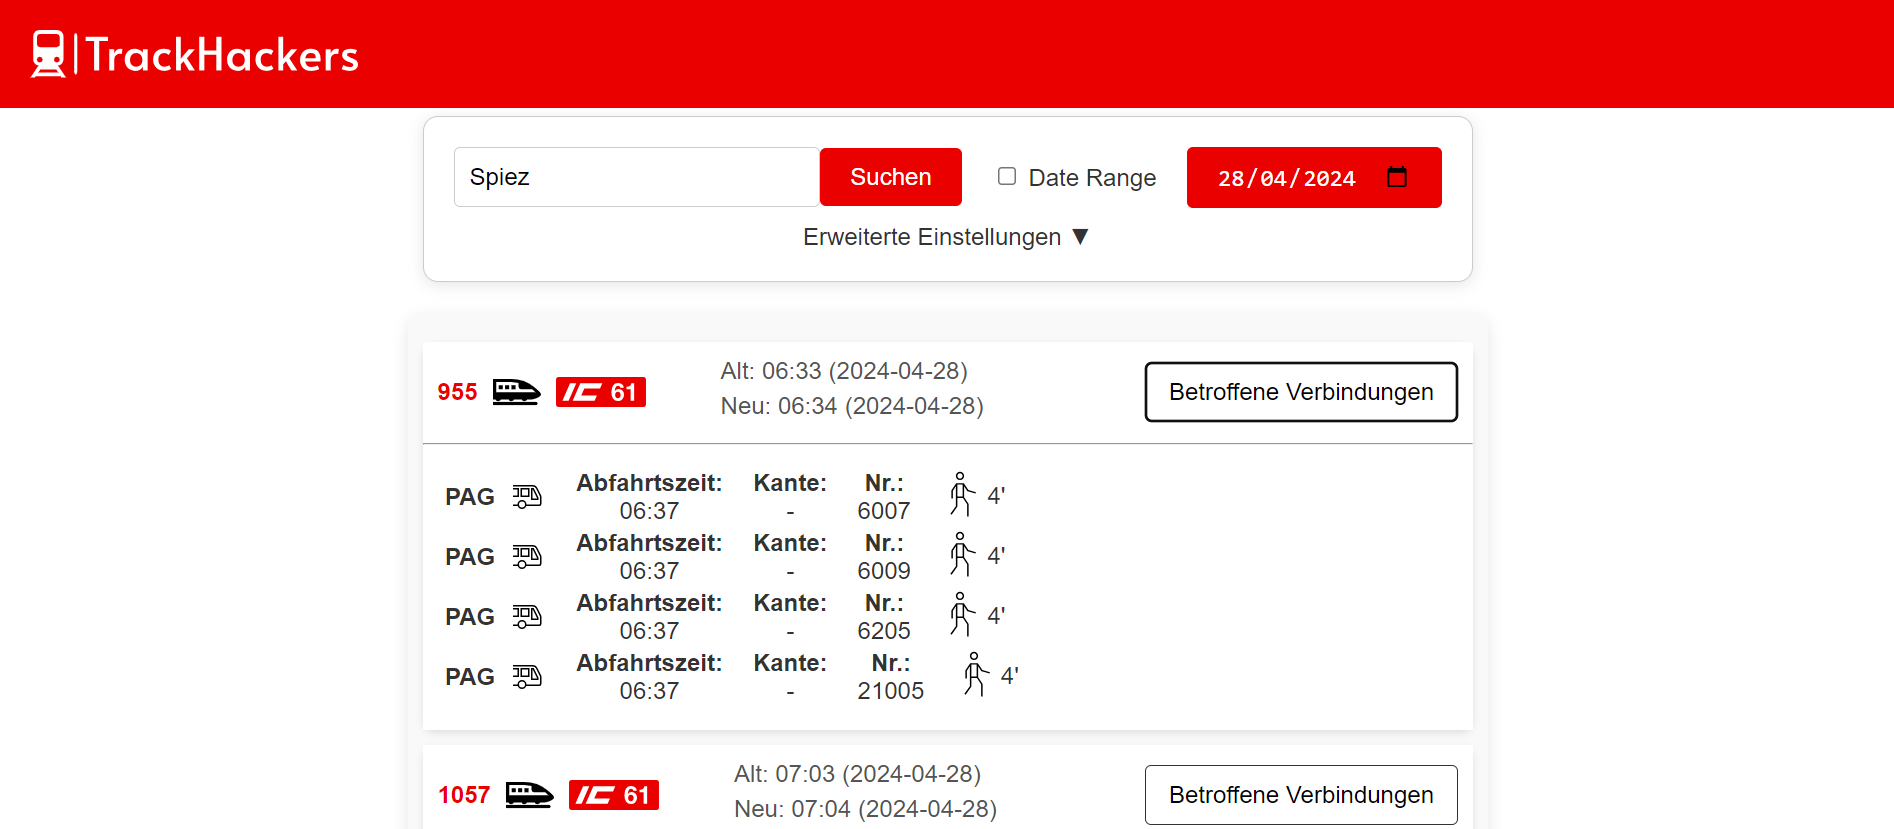 TrackHackers
Spiez
Suchen
Date Range
28/04/2024
Erweiterte Einstellungen ▼
955 IC 61
Alt: 06:33 (2024-04-28)
Neu: 06:34 (2024-04-28)
Betroffene Verbindungen
PAG
Abfahrtszeit: Kante: Nr.:
06:37 - 6007
4'
PAG
Abfahrtszeit: Kante: Nr.:
06:37 - 6009
4'
PAG
Abfahrtszeit: Kante: Nr.:
06:37 - 6205
4'
PAG
Abfahrtszeit: Kante: Nr.:
06:37 - 21005
4'
1057 IC 61
Alt: 07:03 (2024-04-28)
Neu: 07:04 (2024-04-28)
Betroffene Verbindungen